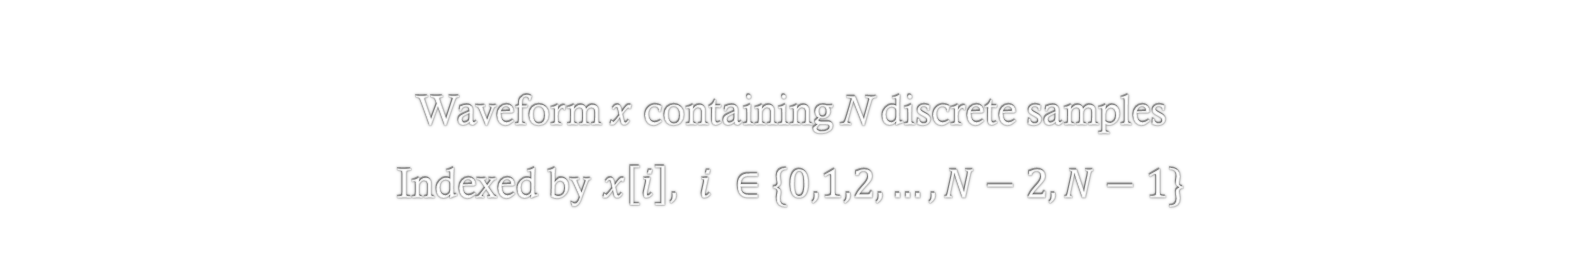 Waveform x containing N discrete samples
Indexed by x[i], i ∈ {0,1,2, … , N − 2, N − 1}